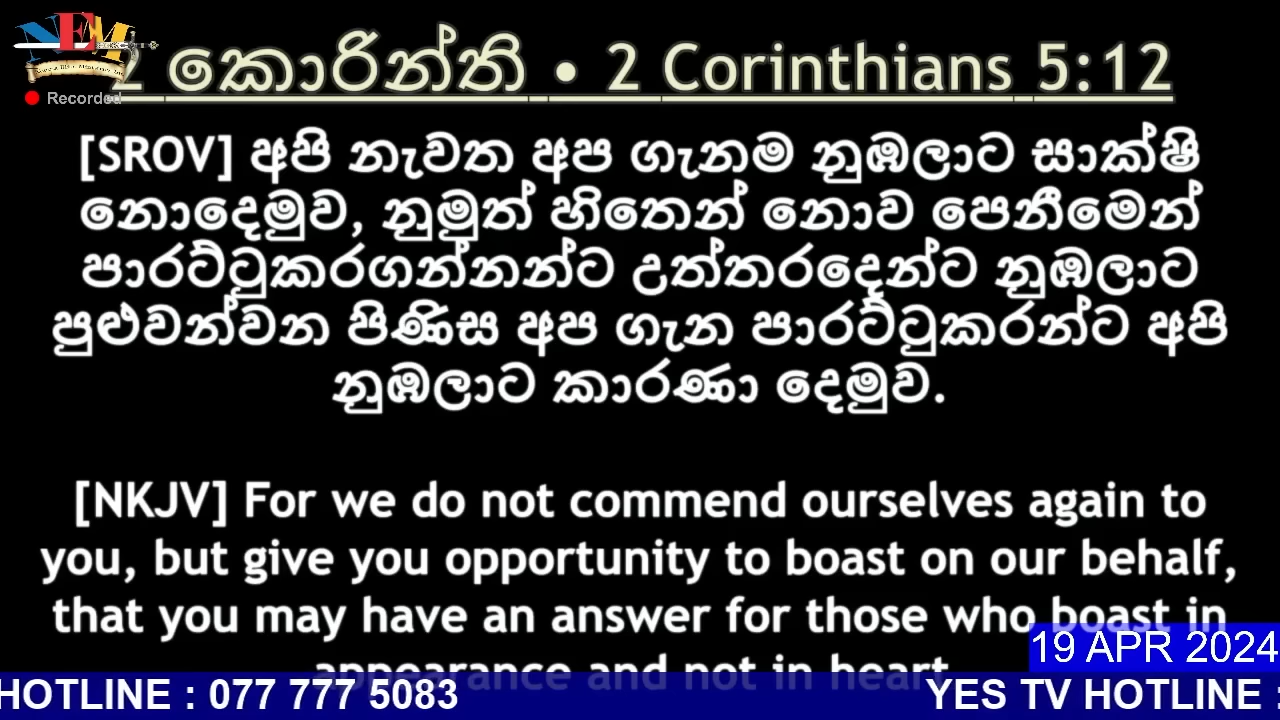 NEM
2 කොරින්ති • 2 Corinthians 5:12
Recorded
[SROV] අපි නැවත අප ගැනම නුඹලාට සාක්ෂි
නොදෙමුව, නුමුත් හිතෙන් නොව පෙනීමෙන්
පාරට්ටුකරගන්නන්ට උත්තරදෙන්ට නුඹලාට
පුළුවන්වන පිණිස අප ගැන පාරට්ටුකරන්ට අපි
නුඹලාට කාරණා දෙමුව.
[NKJV] For we do not commend ourselves again to
you, but give you opportunity to boast on our behalf,
that you may have an answer for those who boast in
appearance and not in heart.
19 APR 2024
HOTLINE : 077 777 5083
YES TV HOTLINE :